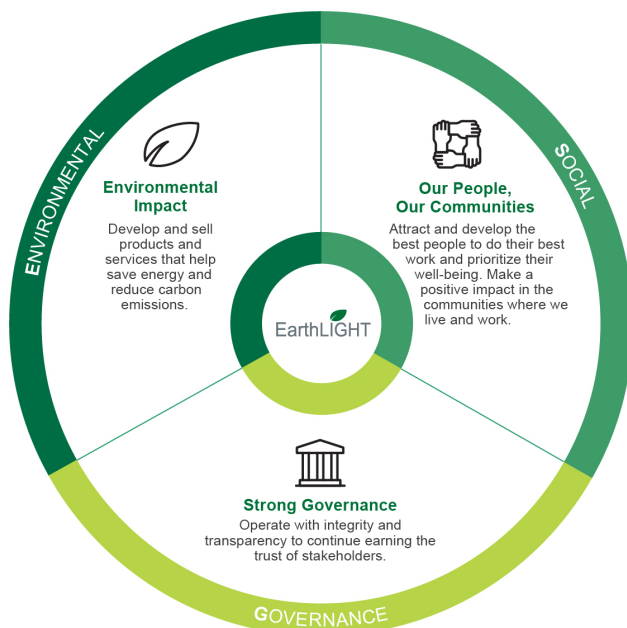 ENVIRONMENTAL
Environmental
Impact
Develop and sell
products and
services that help
save energy and
reduce carbon
emissions.
SOCIAL
Our People,
Our Communities
Attract and develop the
best people to do their best
work and prioritize their
well-being. Make a
positive impact in the
communities where we
live and work.
EarthLIGHT
Strong Governance
Operate with integrity and
transparency to continue earning the
trust of stakeholders.
GOVERNANCE